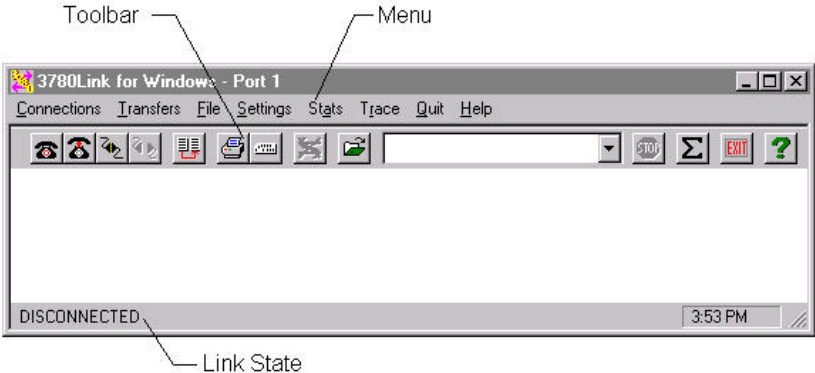 Toolbar Menu
3780Link for Windows - Port 1
Connections Transfers File Settings Stats Trace Quit Help
STOP Σ EXIT ?
DISCONNECTED 3:53 PM
Link State